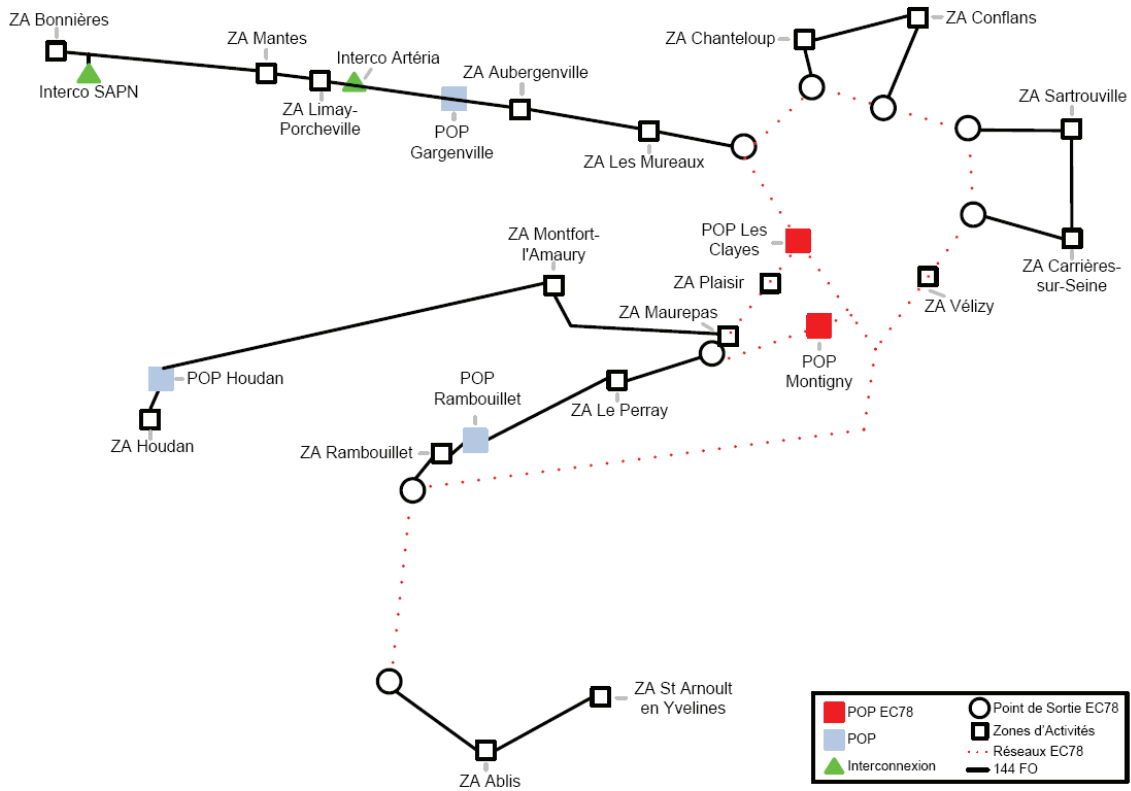 ZA Bonnières
Interco SAPN
ZA Mantes
ZA Limay-
Porcheville
Interco Artéria
POP
Gargenville
ZA Aubergenville
ZA Les Mureaux
ZA Chanteloup
ZA Conflans
ZA Sartrouville
ZA Carrières-
sur-Seine
ZA Vélizy
POP Les
Clayes
ZA Plaisir
ZA Montfort-
l'Amaury
ZA Maurepas
POP
Montigny
POP Houdan
ZA Houdan
POP
Rambouillet
ZA Le Perray
ZA Rambouillet
ZA St Arnoult
en Yvelines
ZA Ablis
POP EC78
POP
Interconnexion
Point de Sortie EC78
Zones d'Activités
Réseaux EC78
144 FO